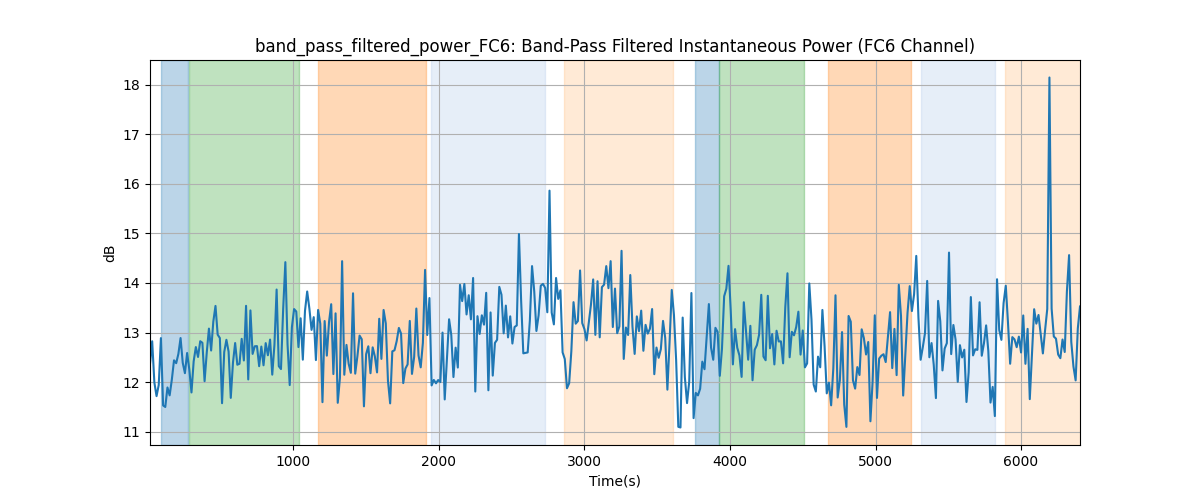 band_pass_filtered_power_FC6: Band-Pass Filtered Instantaneous Power (FC6 Channel)
18
17
16
15
14
13
12
11
dB
1000 2000 3000 4000 5000 6000
Time(s)